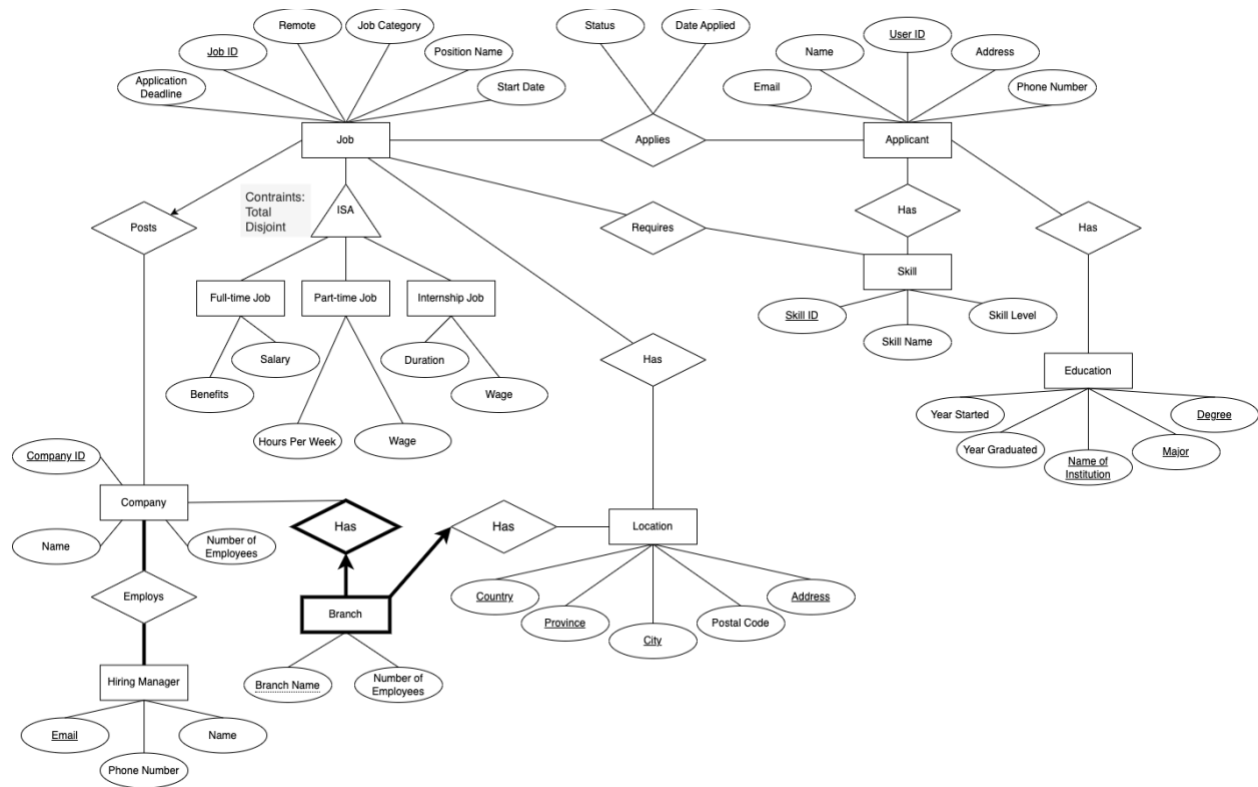 Remote
Job Category
Status
Date Applied
User ID
Job ID
Position Name
Name
Address
Application
Deadline
Start Date
Email
Phone Number
Job
Applies
Applicant
Contraints:
Total
Disjoint
ISA
Posts
Requires
Has
Has
Skill
Full-time Job
Part-time Job
Internship Job
Skill ID
Skill Level
Skill Name
Salary
Duration
Has
Benefits
Wage
Education
Year Started
Degree
Hours Per Week
Wage
Year Graduated
Major
Name of
Institution
Company ID
Company
Has
Has
Location
Name
Number of
Employees
Employs
Branch
Country
Address
Province
Postal Code
City
Hiring Manager
Branch Name
Number of
Employees
Email
Name
Phone Number